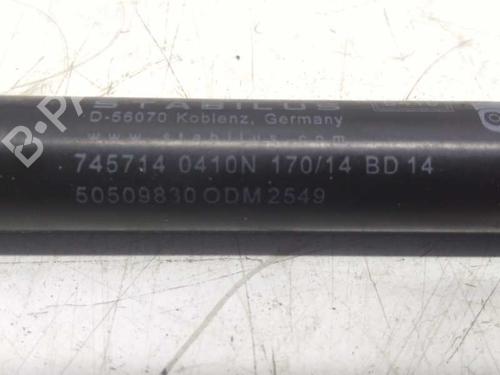 STABILUS
D-56070 Koblenz, Germany
www.stabilus.com
745714 0410N 170/14 BD 14
50509830 ODM 2549